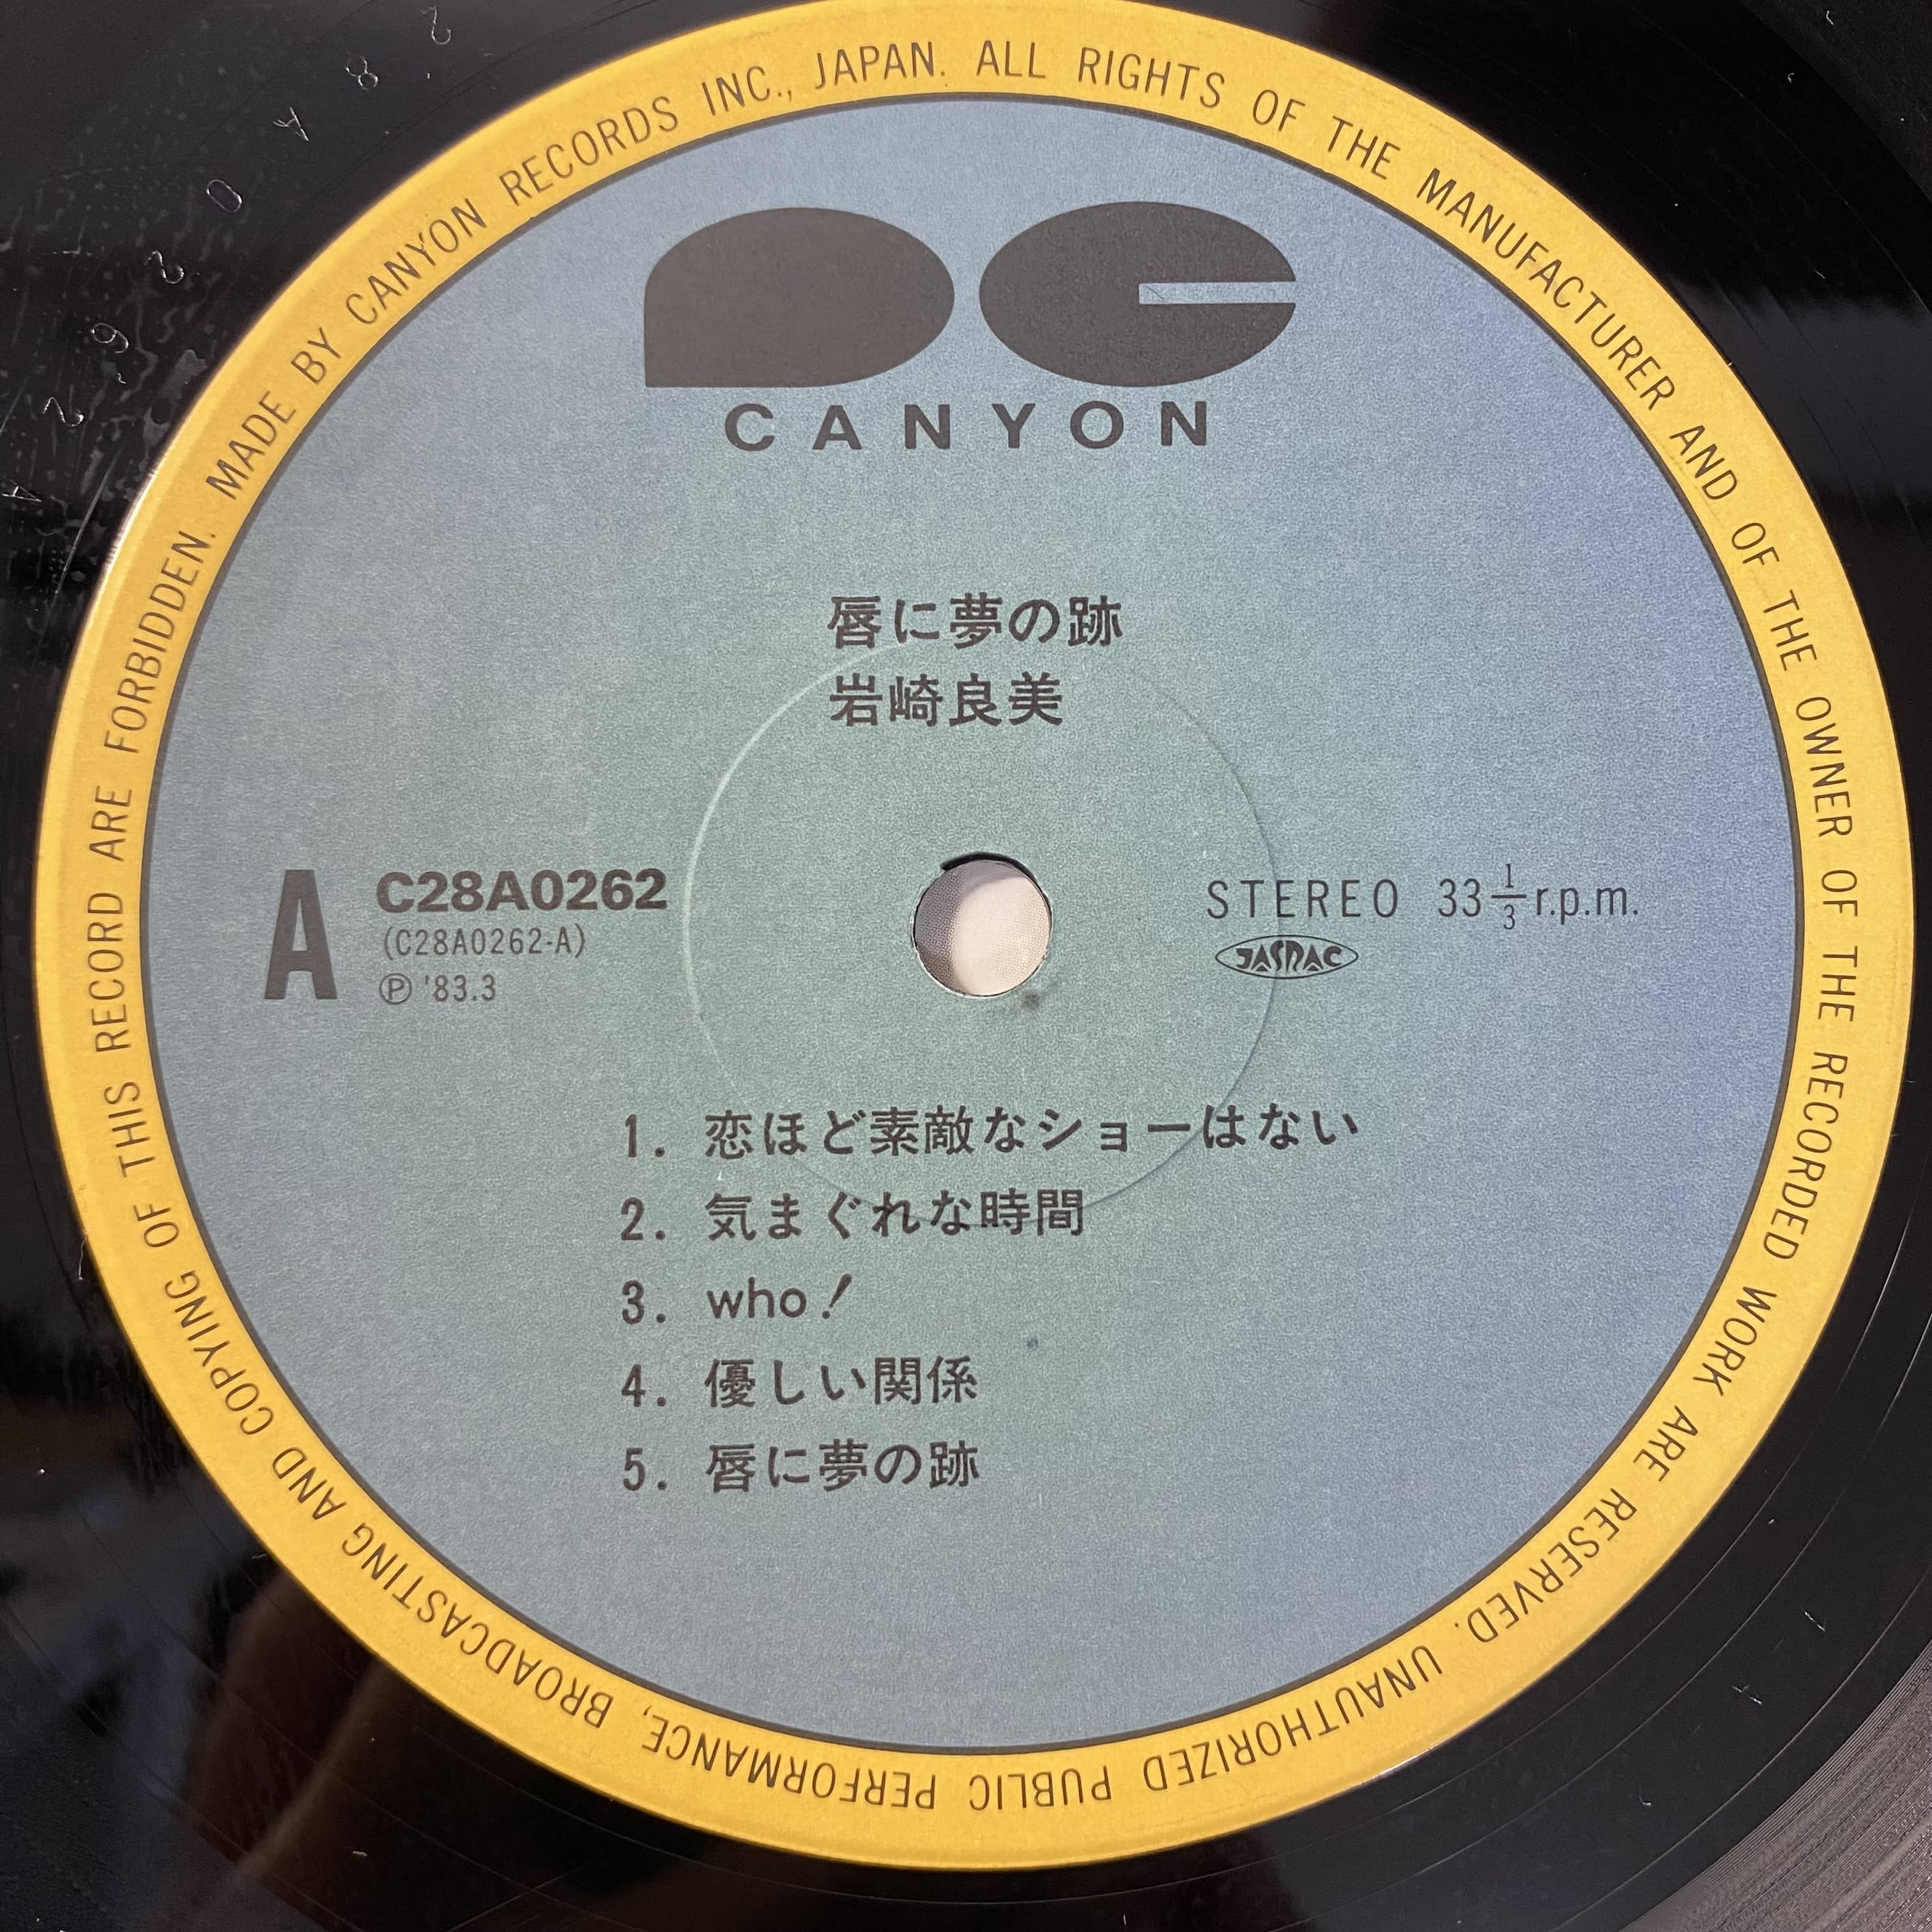 MADE BY CANYON RECORDS INC., JAPAN. ALL RIGHTS OF THE MANUFACTURER AND OF THE OWNER OF THE RECORDED WORK ARE RESERVED. UNAUTHORIZED PUBLIC PERFORMANCE, BROADCASTING AND COPYING OF THIS RECORD ARE FORBIDDEN.
CANYON
唇に夢の跡
岩崎良美
A
C28A0262
(C28A0262-A)
Ⓟ '83.3
STEREO 33 1/3 r.p.m.
JASRAC
1. 恋ほど素敵なショーはない
2. 気まぐれな時間
3. who!
4. 優しい関係
5. 唇に夢の跡